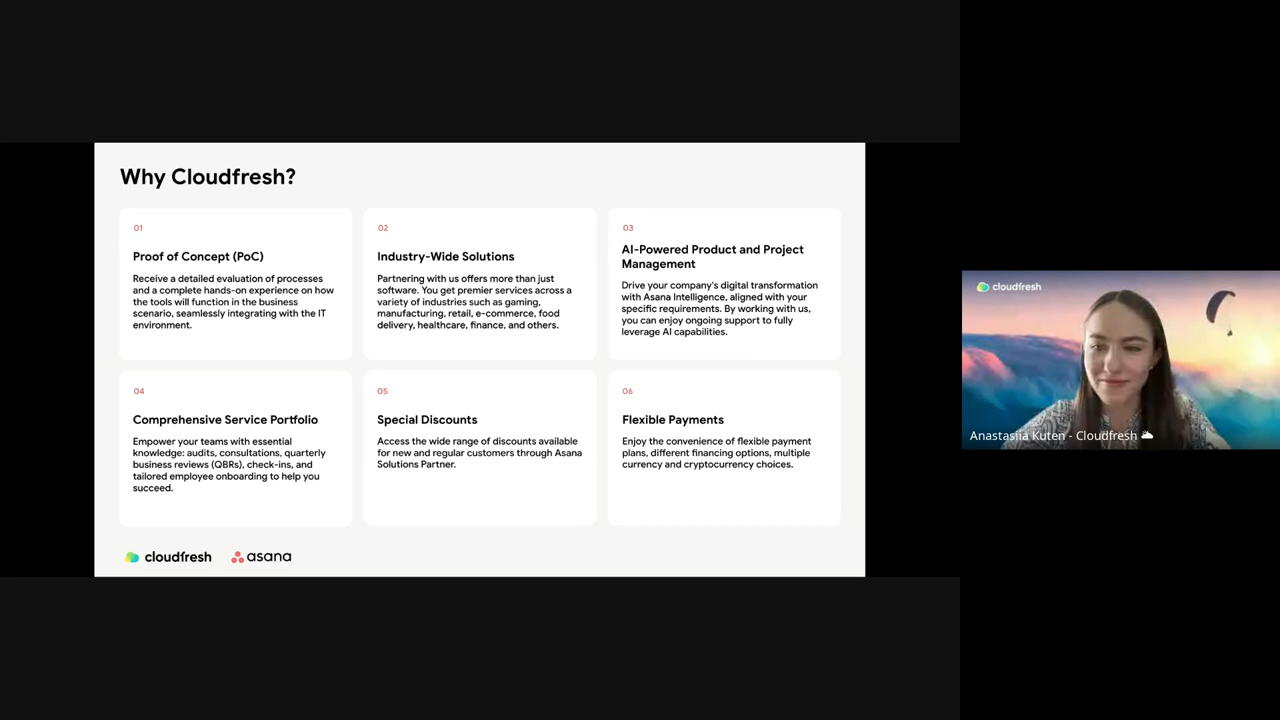 Why Cloudfresh?
01
Proof of Concept (PoC)
Receive a detailed evaluation of processes
and a complete hands-on experience on how
the tools will function in the business
scenario, seamlessly integrating with the IT
environment.
02
Industry-Wide Solutions
Partnering with us offers more than just
software. You get premier services across a
variety of industries such as gaming,
manufacturing, retail, e-commerce, food
delivery, healthcare, finance, and others.
03
AI-Powered Product and Project
Management
Drive your company's digital transformation
with Asana Intelligence, aligned with your
specific requirements. By working with us,
you can enjoy ongoing support to fully
leverage AI capabilities.
04
Comprehensive Service Portfolio
Empower your teams with essential
knowledge: audits, consultations, quarterly
business reviews (QBRs), check-ins, and
tailored employee onboarding to help you
succeed.
05
Special Discounts
Access the wide range of discounts available
for new and regular customers through Asana
Solutions Partner.
06
Flexible Payments
Enjoy the convenience of flexible payment
plans, different financing options, multiple
currency and cryptocurrency choices.
cloudfresh
asana
cloudfresh
Anastasiia Kuten - Cloudfresh 🌥️